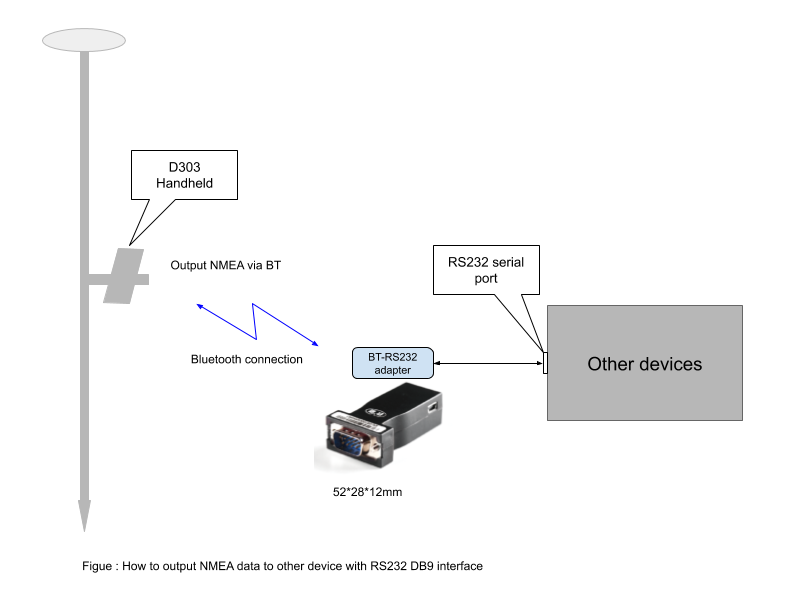 D303
Handheld
Output NMEA via BT
RS232 serial
port
Bluetooth connection
BT-RS232
adapter
Other devices
52*28*12mm
Figue : How to output NMEA data to other device with RS232 DB9 interface